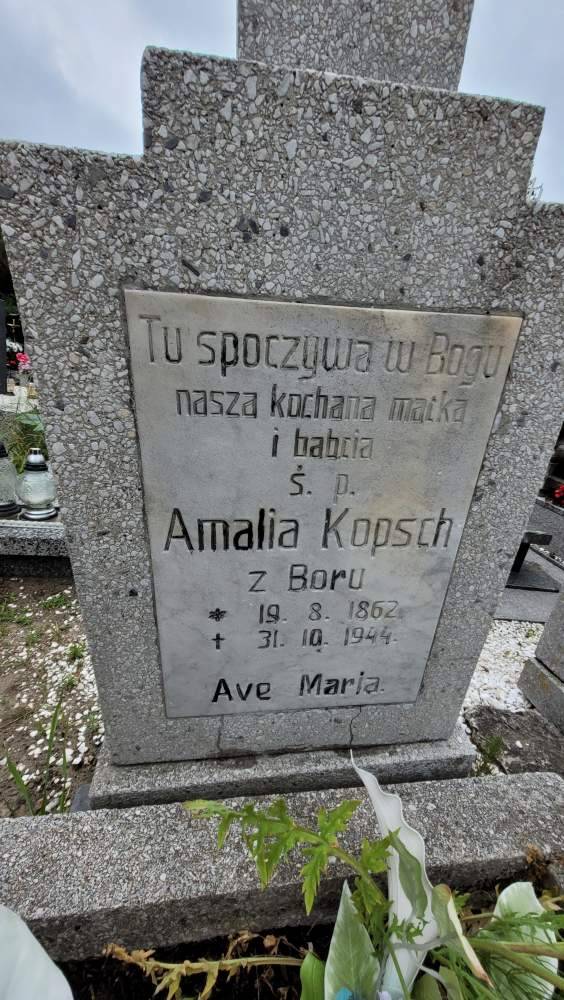 Tu spoczywa w Bogu
nasza kochana matka
i babcia
ś. p.
Amalia Kopsch
z Boru
* 19. 8. 1862
† 31. 10. 1944.
Ave Maria.